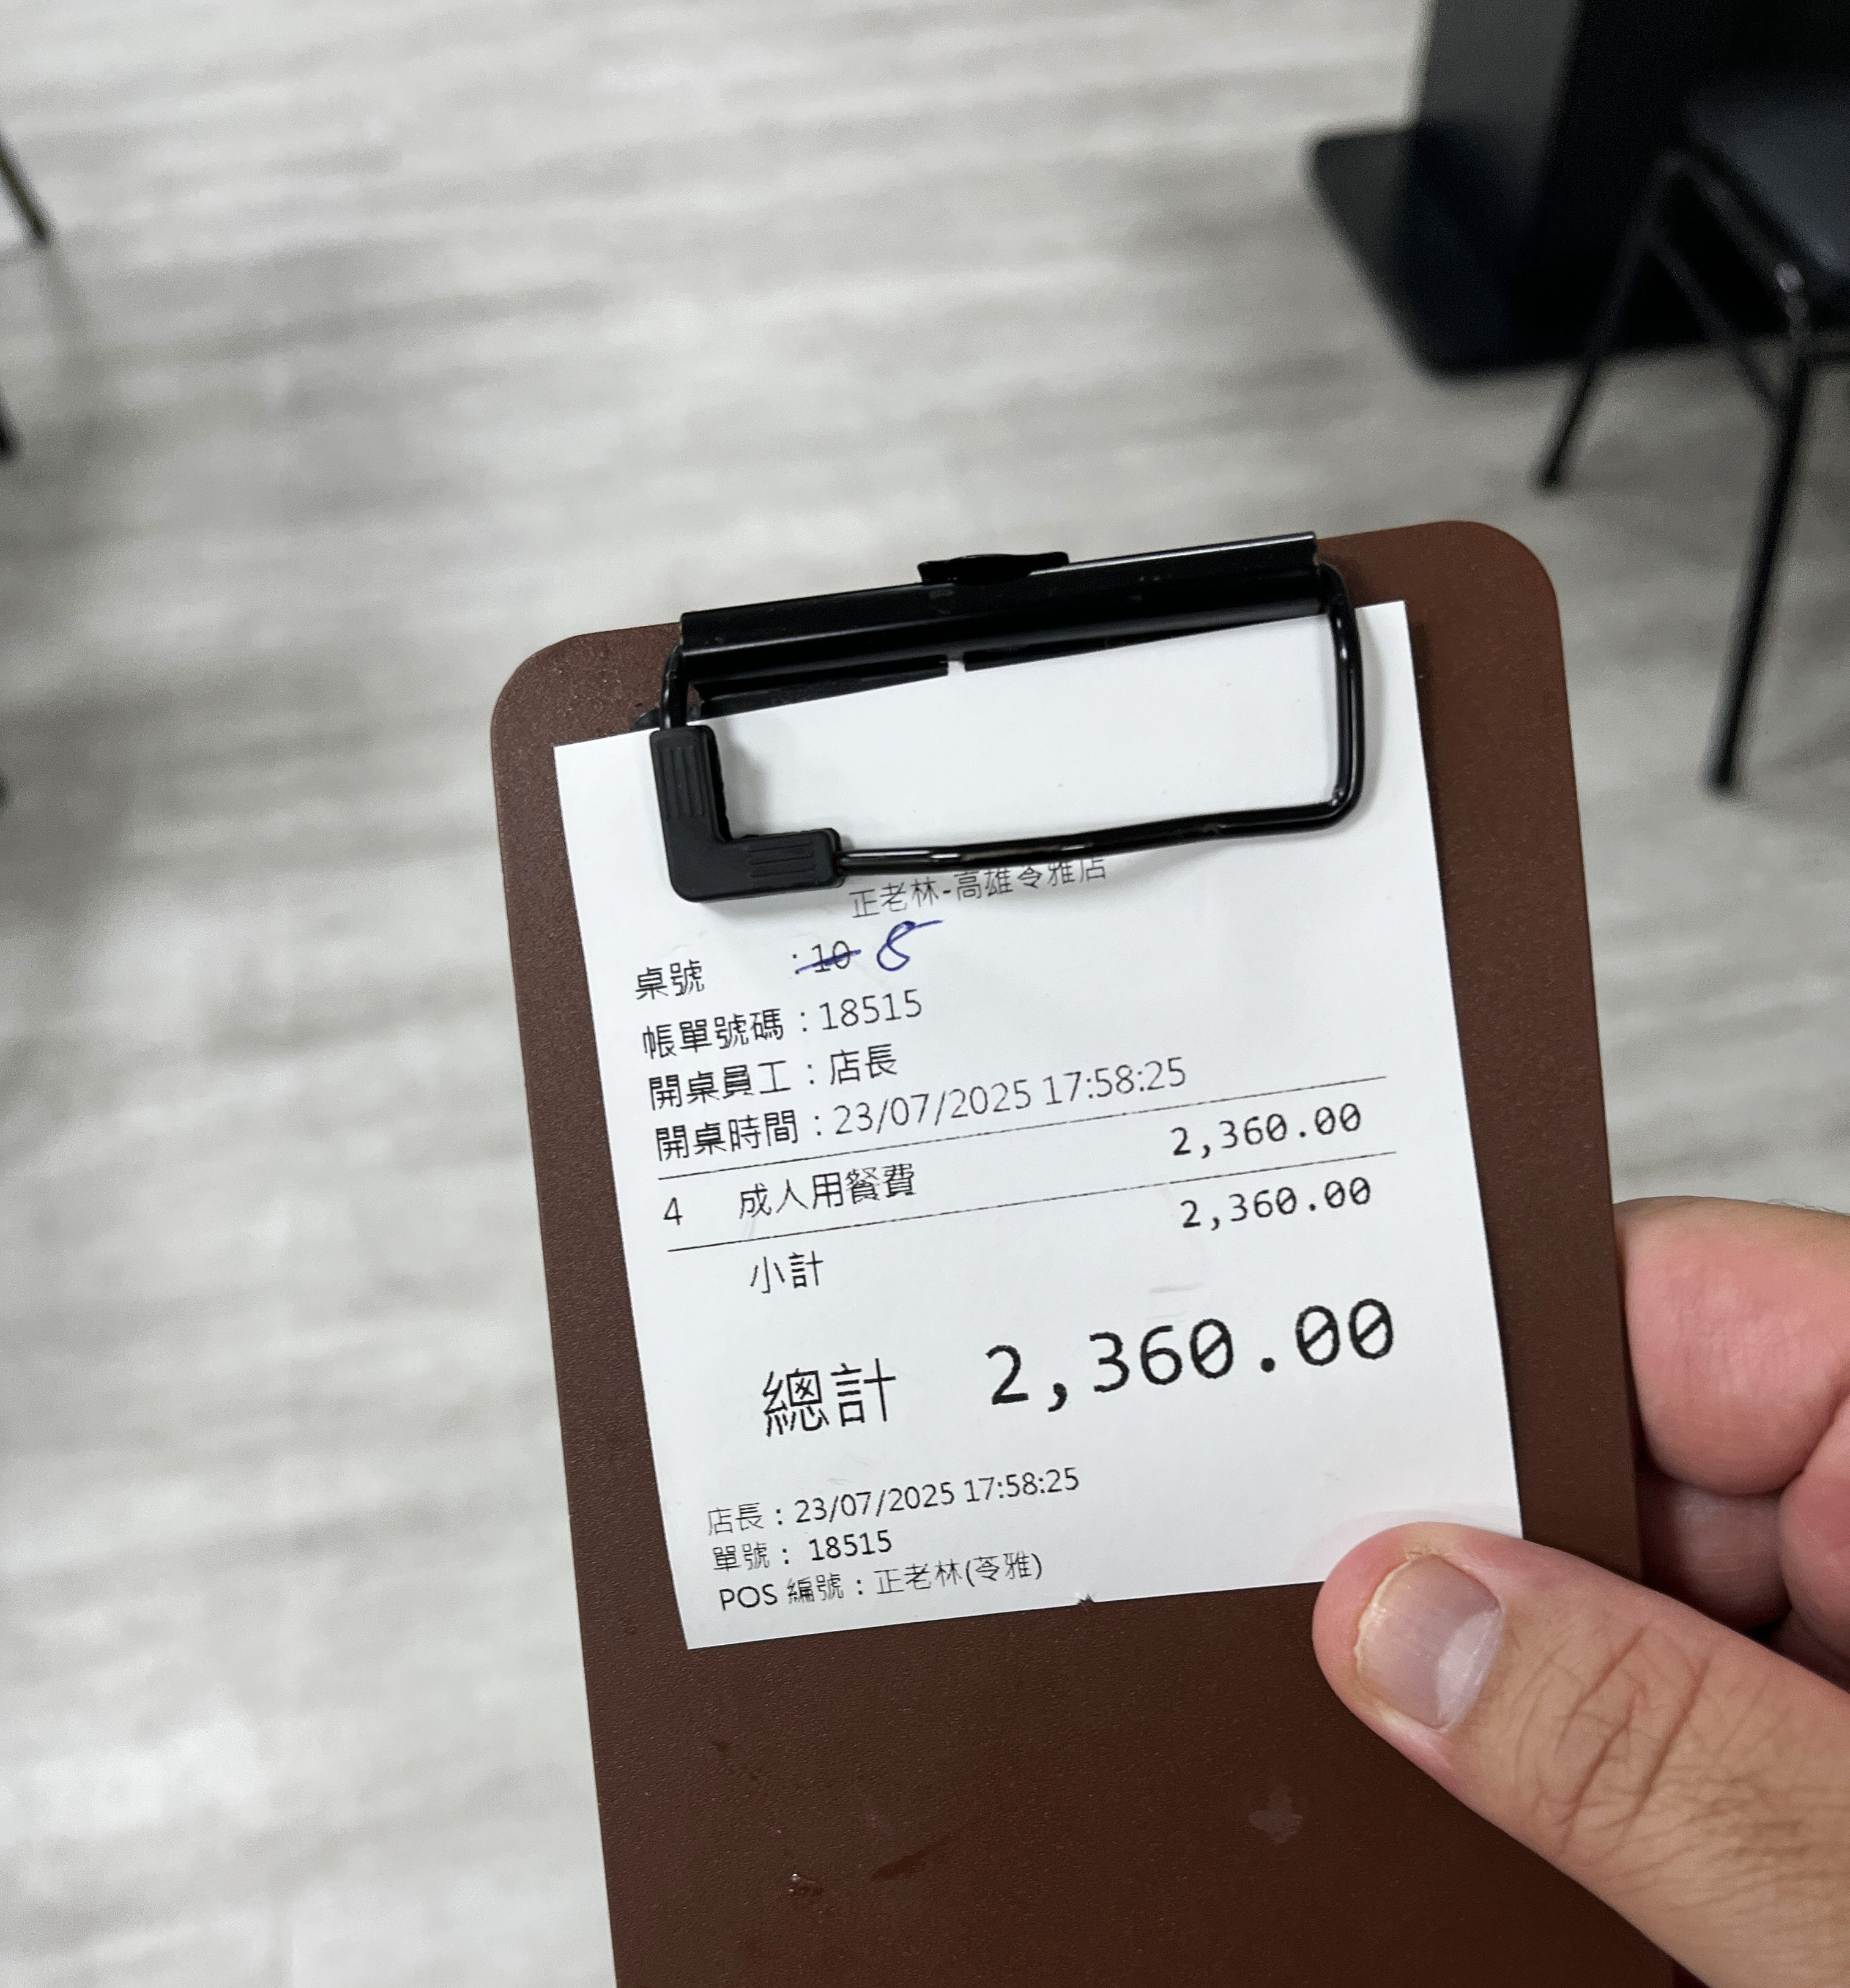 正老林-高雄苓雅店
桌號 :10 8
帳單號碼 : 18515
開桌員工 : 店長
開桌時間 : 23/07/2025 17:58:25
4 成人用餐費 2,360.00
小計 2,360.00
總計 2,360.00
店長 : 23/07/2025 17:58:25
單號 : 18515
POS 編號 : 正老林(苓雅)